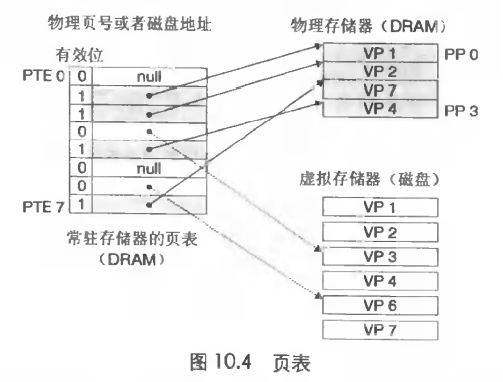 物理页号或者磁盘地址
有效位
PTE 0 0 null
1
1
0
1
0 null
0
PTE 7 1
常驻存储器的页表
（DRAM）
物理存储器（DRAM）
VP 1 PP 0
VP 2
VP 7
VP 4 PP 3
虚拟存储器（磁盘）
VP 1
VP 2
VP 3
VP 4
VP 6
VP 7
图 10.4 页表